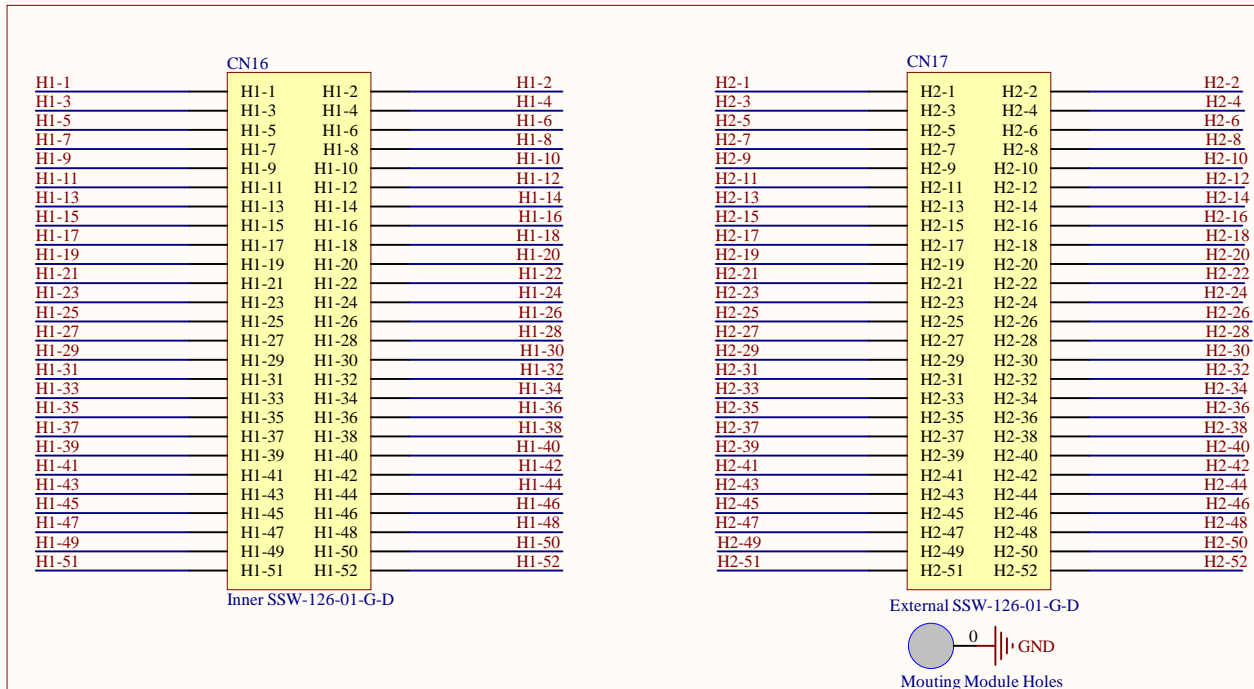 CN16 CN17
H1-1 H1-1 H1-2 H1-2 H2-1 H2-1 H2-2 H2-2
H1-3 H1-3 H1-4 H1-4 H2-3 H2-3 H2-4 H2-4
H1-5 H1-5 H1-6 H1-6 H2-5 H2-5 H2-6 H2-6
H1-7 H1-7 H1-8 H1-8 H2-7 H2-7 H2-8 H2-8
H1-9 H1-9 H1-10 H1-10 H2-9 H2-9 H2-10 H2-10
H1-11 H1-11 H1-12 H1-12 H2-11 H2-11 H2-12 H2-12
H1-13 H1-13 H1-14 H1-14 H2-13 H2-13 H2-14 H2-14
H1-15 H1-15 H1-16 H1-16 H2-15 H2-15 H2-16 H2-16
H1-17 H1-17 H1-18 H1-18 H2-17 H2-17 H2-18 H2-18
H1-19 H1-19 H1-20 H1-20 H2-19 H2-19 H2-20 H2-20
H1-21 H1-21 H1-22 H1-22 H2-21 H2-21 H2-22 H2-22
H1-23 H1-23 H1-24 H1-24 H2-23 H2-23 H2-24 H2-24
H1-25 H1-25 H1-26 H1-26 H2-25 H2-25 H2-26 H2-26
H1-27 H1-27 H1-28 H1-28 H2-27 H2-27 H2-28 H2-28
H1-29 H1-29 H1-30 H1-30 H2-29 H2-29 H2-30 H2-30
H1-31 H1-31 H1-32 H1-32 H2-31 H2-31 H2-32 H2-32
H1-33 H1-33 H1-34 H1-34 H2-33 H2-33 H2-34 H2-34
H1-35 H1-35 H1-36 H1-36 H2-35 H2-35 H2-36 H2-36
H1-37 H1-37 H1-38 H1-38 H2-37 H2-37 H2-38 H2-38
H1-39 H1-39 H1-40 H1-40 H2-39 H2-39 H2-40 H2-40
H1-41 H1-41 H1-42 H1-42 H2-41 H2-41 H2-42 H2-42
H1-43 H1-43 H1-44 H1-44 H2-43 H2-43 H2-44 H2-44
H1-45 H1-45 H1-46 H1-46 H2-45 H2-45 H2-46 H2-46
H1-47 H1-47 H1-48 H1-48 H2-47 H2-47 H2-48 H2-48
H1-49 H1-49 H1-50 H1-50 H2-49 H2-49 H2-50 H2-50
H1-51 H1-51 H1-52 H1-52 H2-51 H2-51 H2-52 H2-52
Inner SSW-126-01-G-D External SSW-126-01-G-D
0 GND
Mouting Module Holes